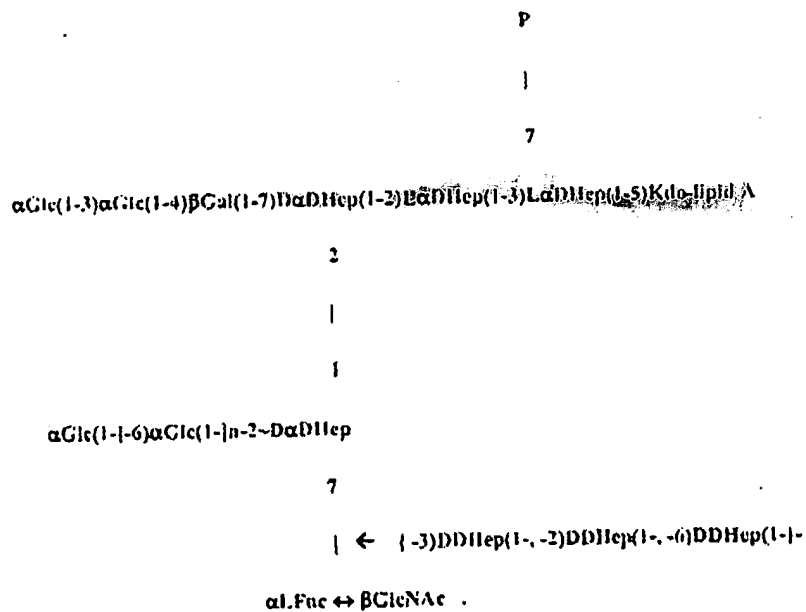 P
|
7
αGlc(1-3)αGlc(1-4)βGal(1-7)DαDHep(1-2)LαDHep(1-3)LαDHep(1-5)Kdo-lipid A
2
|
1
αGlc(1-[-6)αGlc(1-]n-2~DαDHep
7
| ← { -3)DDHep(1-, -2)DDHep(1-, -6)DDHep(1-}-
αLFuc ↔ βGlcNAc .